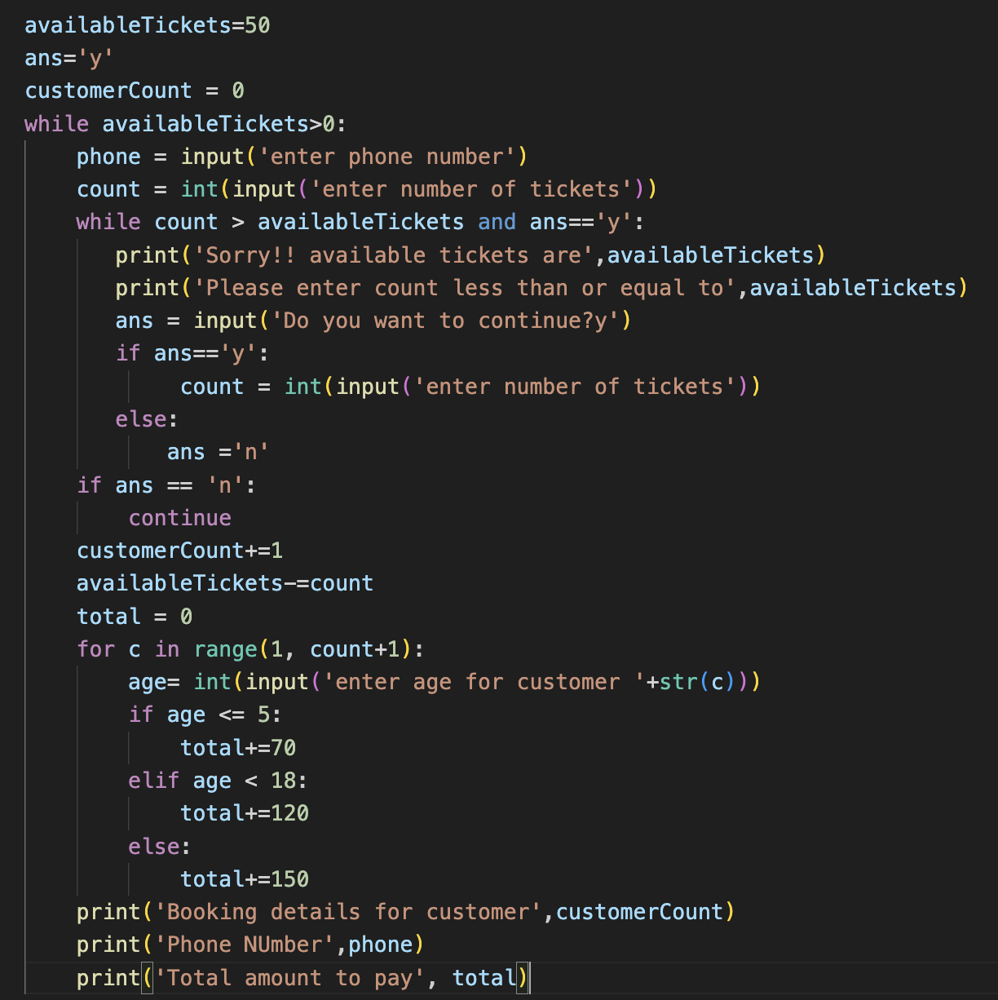 availableTickets=50
ans='y'
customerCount = 0
while availableTickets>0:
    phone = input('enter phone number')
    count = int(input('enter number of tickets'))
    while count > availableTickets and ans=='y':
       print('Sorry!! available tickets are',availableTickets)
       print('Please enter count less than or equal to',availableTickets)
       ans = input('Do you want to continue?y')
       if ans=='y':
            count = int(input('enter number of tickets'))
       else:
           ans ='n'
    if ans == 'n':
        continue
    customerCount+=1
    availableTickets-=count
    total = 0
    for c in range(1, count+1):
        age= int(input('enter age for customer '+str(c)))
        if age <= 5:
            total+=70
        elif age < 18:
            total+=120
        else:
            total+=150
    print('Booking details for customer',customerCount)
    print('Phone NUmber',phone)
    print('Total amount to pay', total)